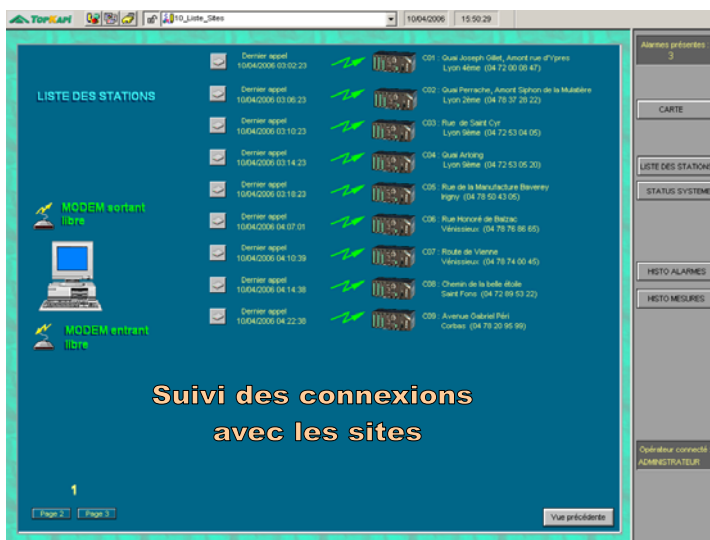 TOPKAPI
10_Liste_Sites
10/04/2006
15:50:29
Alarmes présentes :
3
CARTE
LISTE DES STATIONS
STATUS SYSTEME
HISTO ALARMES
HISTO MESURES
Opérateur connecté
ADMINISTRATEUR
LISTE DES STATIONS
MODEM sortant
libre
MODEM entrant
libre
Dernier appel
10/04/2006 03:02:23
C01 : Quai Joseph Gillet, Amont rue d'Ypres
Lyon 4ème (04 72 00 08 47)
Dernier appel
10/04/2006 03:06:23
C02 : Quai Perrache, Amont Siphon de la Mulatière
Lyon 2ème (04 78 37 28 22)
Dernier appel
10/04/2006 03:10:23
C03 : Rue de Saint Cyr
Lyon 9ème (04 72 53 04 05)
Dernier appel
10/04/2006 03:14:23
C04 : Quai Arloing
Lyon 9ème (04 72 53 05 20)
Dernier appel
10/04/2006 03:18:23
C05 : Rue de la Manufacture Baverey
Irigny (04 78 50 43 05)
Dernier appel
10/04/2006 04:07:01
C06 : Rue Honoré de Balzac
Vénissieux (04 78 76 86 65)
Dernier appel
10/04/2006 04:10:39
C07 : Route de Vienne
Vénissieux (04 78 74 00 45)
Dernier appel
10/04/2006 04:14:38
C08 : Chemin de la belle étoile
Saint Fons (04 72 89 53 22)
Dernier appel
10/04/2006 04:22:38
C09 : Avenue Gabriel Péri
Corbas (04 78 20 95 99)
Suivi des connexions
avec les sites
1
Page 2
Page 3
Vue précédente